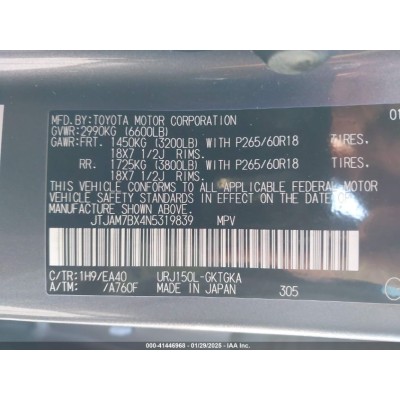 MFD.BY:TOYOTA MOTOR CORPORATION 01
GVWR:2990KG (6600LB)
GAWR:FRT. 1450KG (3200LB) WITH P265/60R18 TIRES.
18X7 1/2J RIMS.
RR. 1725KG (3800LB) WITH P265/60R18 TIRES.
18X7 1/2J RIMS.
THIS VEHICLE CONFORMS TO ALL APPLICABLE FEDERAL MOTOR
VEHICLE SAFETY STANDARDS IN EFFECT ON THE DATE OF
JTJAM7BX4N5319839 MPV
C/TR:1H9/EA40 URJ150L-GKTGKA
A/TM: /A760F MADE IN JAPAN 305
000-41446968 - 01/29/2025 - IAA Inc.